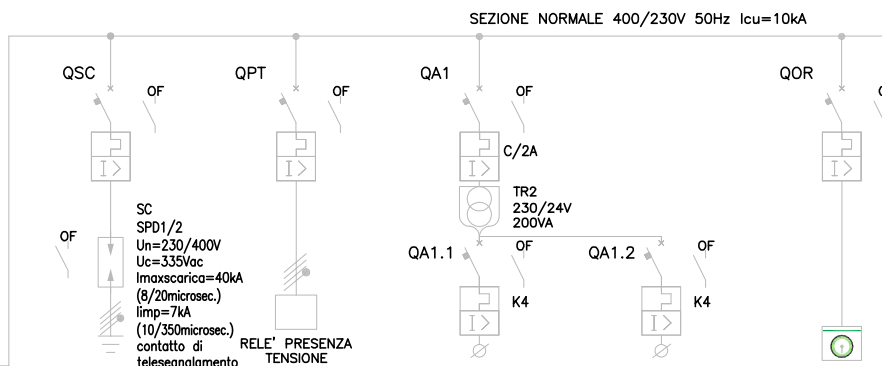 SEZIONE NORMALE 400/230V 50Hz Icu=10kA
QSC
OF
QPT
OF
QA1
OF
QOR
I>
I>
C/2A
I>
I>
TR2
230/24V
200VA
OF
SC
SPD1/2
Un=230/400V
Uc=335Vac
Imaxscarica=40kA
(8/20microsec.)
Iimp=7kA
(10/350microsec.)
contatto di
telesegnalamento
RELE' PRESENZA
TENSIONE
QA1.1
OF
K4
I>
QA1.2
OF
K4
I>